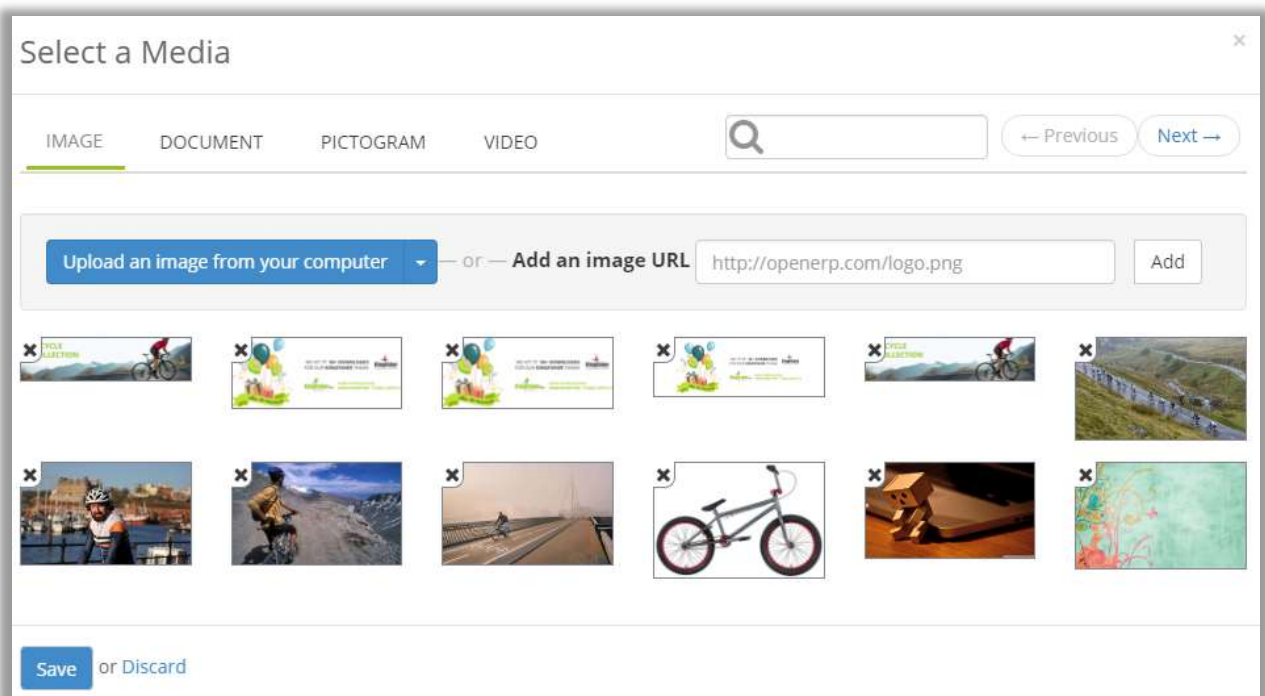 Select a Media
×
IMAGE DOCUMENT PICTOGRAM VIDEO
← Previous Next →
Upload an image from your computer — or — Add an image URL http://openerp.com/logo.png Add
Save or Discard